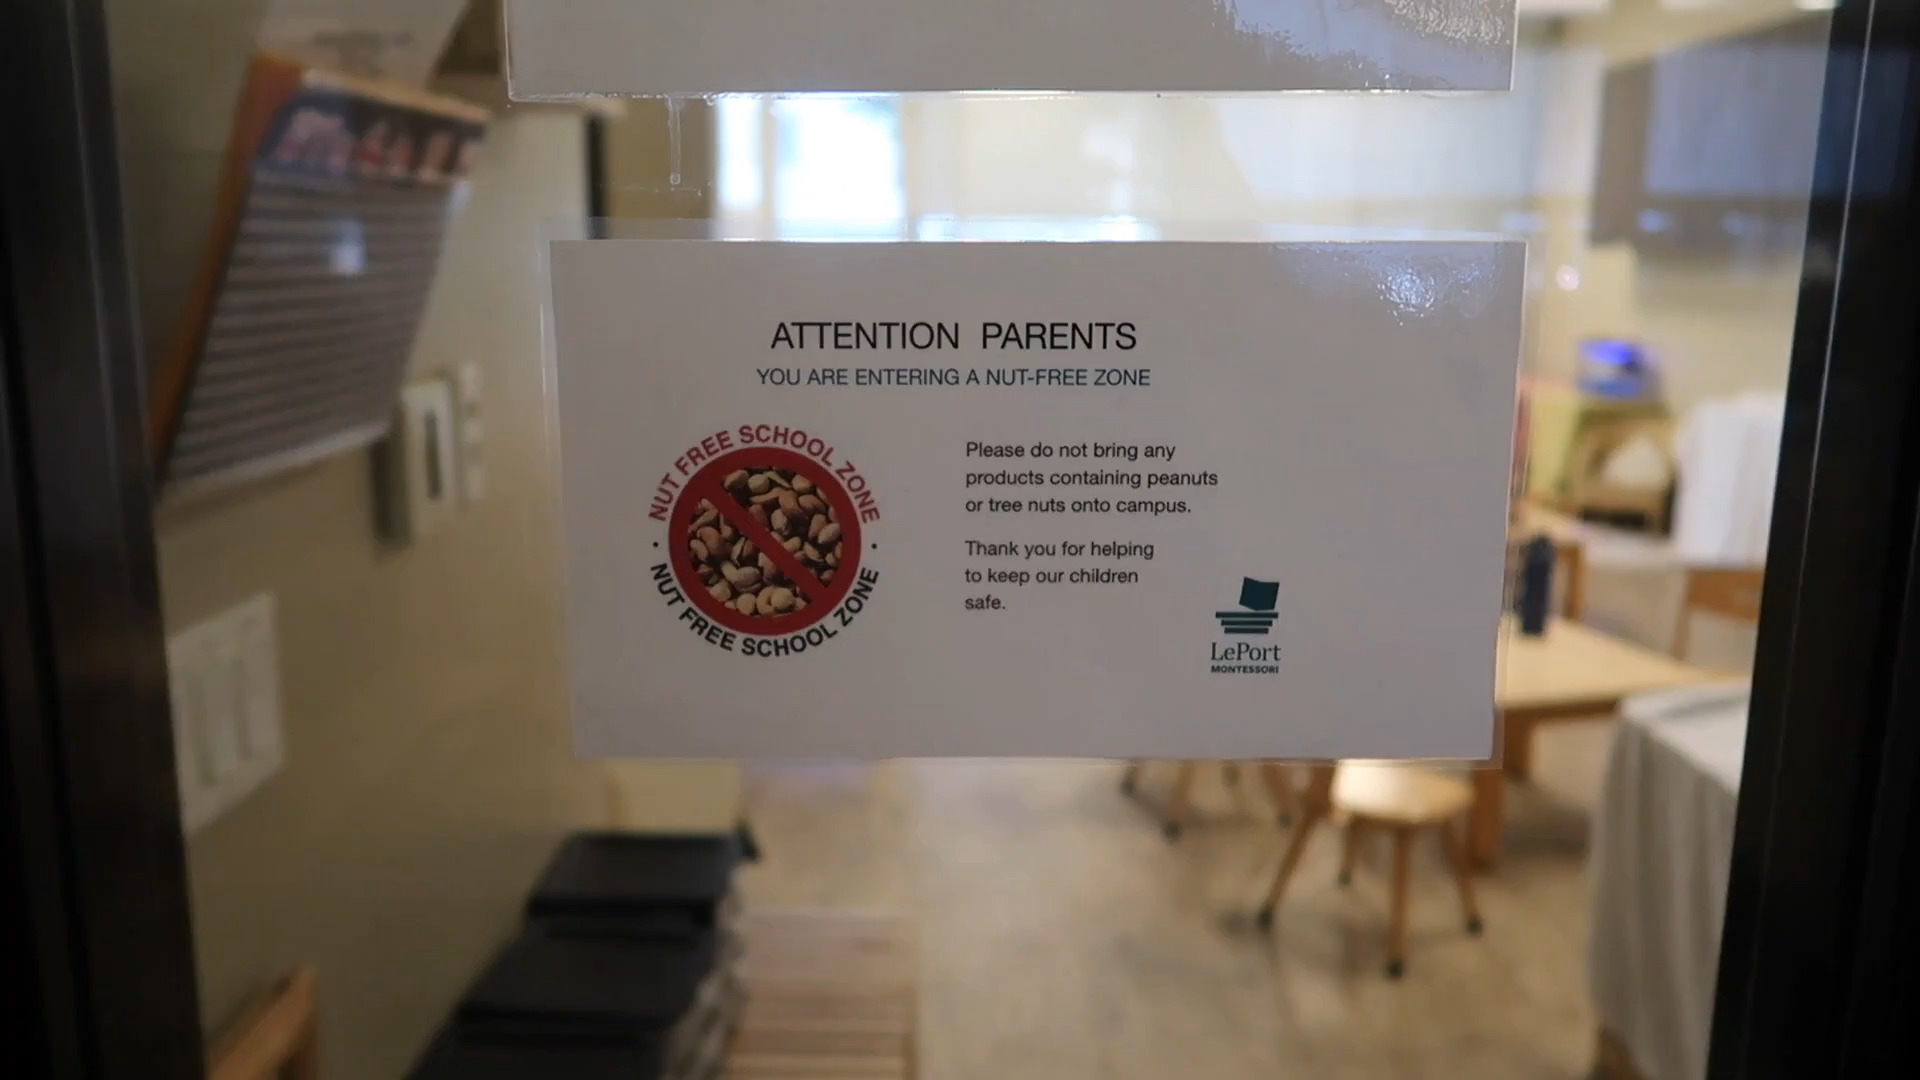 ATTENTION PARENTS
YOU ARE ENTERING A NUT-FREE ZONE
NUT FREE SCHOOL ZONE
· NUT FREE SCHOOL ZONE ·
Please do not bring any
products containing peanuts
or tree nuts onto campus.
Thank you for helping
to keep our children
safe.
LePort
MONTESSORI